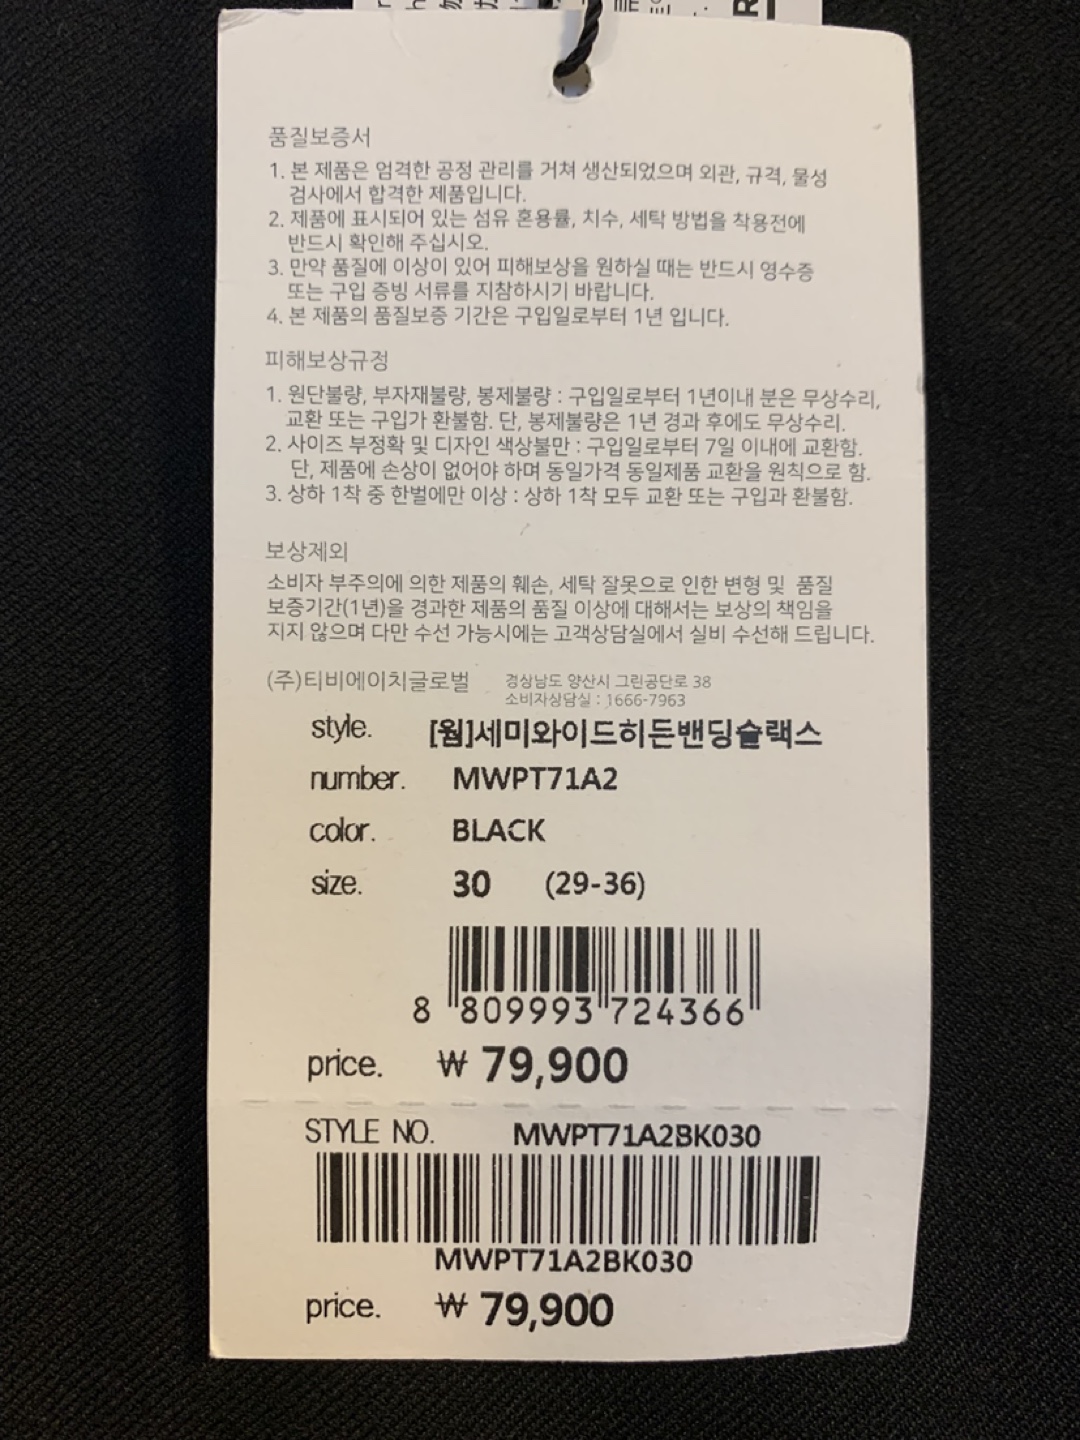 품질보증서
1. 본 제품은 엄격한 공정 관리를 거쳐 생산되었으며 외관, 규격, 물성
검사에서 합격한 제품입니다.
2. 제품에 표시되어 있는 섬유 혼용률, 치수, 세탁 방법을 착용전에
반드시 확인해 주십시오.
3. 만약 품질에 이상이 있어 피해보상을 원하실 때는 반드시 영수증
또는 구입 증빙 서류를 지참하시기 바랍니다.
4. 본 제품의 품질보증 기간은 구입일로부터 1년 입니다.
피해보상규정
1. 원단불량, 부자재불량, 봉제불량 : 구입일로부터 1년이내 분은 무상수리,
교환 또는 구입가 환불함. 단, 봉제불량은 1년 경과 후에도 무상수리.
2. 사이즈 부정확 및 디자인 색상불만 : 구입일로부터 7일 이내에 교환함.
단, 제품에 손상이 없어야 하며 동일가격 동일제품 교환을 원칙으로 함.
3. 상하 1착 중 한벌에만 이상 : 상하 1착 모두 교환 또는 구입과 환불함.
보상제외
소비자 부주의에 의한 제품의 훼손, 세탁 잘못으로 인한 변형 및 품질
보증기간(1년)을 경과한 제품의 품질 이상에 대해서는 보상의 책임을
지지 않으며 다만 수선 가능시에는 고객상담실에서 실비 수선해 드립니다.
(주)티비에이치글로벌 경상남도 양산시 그린공단로 38
소비자상담실 : 1666-7963
style. [웜]세미와이드히든밴딩슬랙스
number. MWPT71A2
color. BLACK
size. 30 (29-36)
8 809993 724366
price. ₩ 79,900
STYLE NO. MWPT71A2BK030
MWPT71A2BK030
price. ₩ 79,900